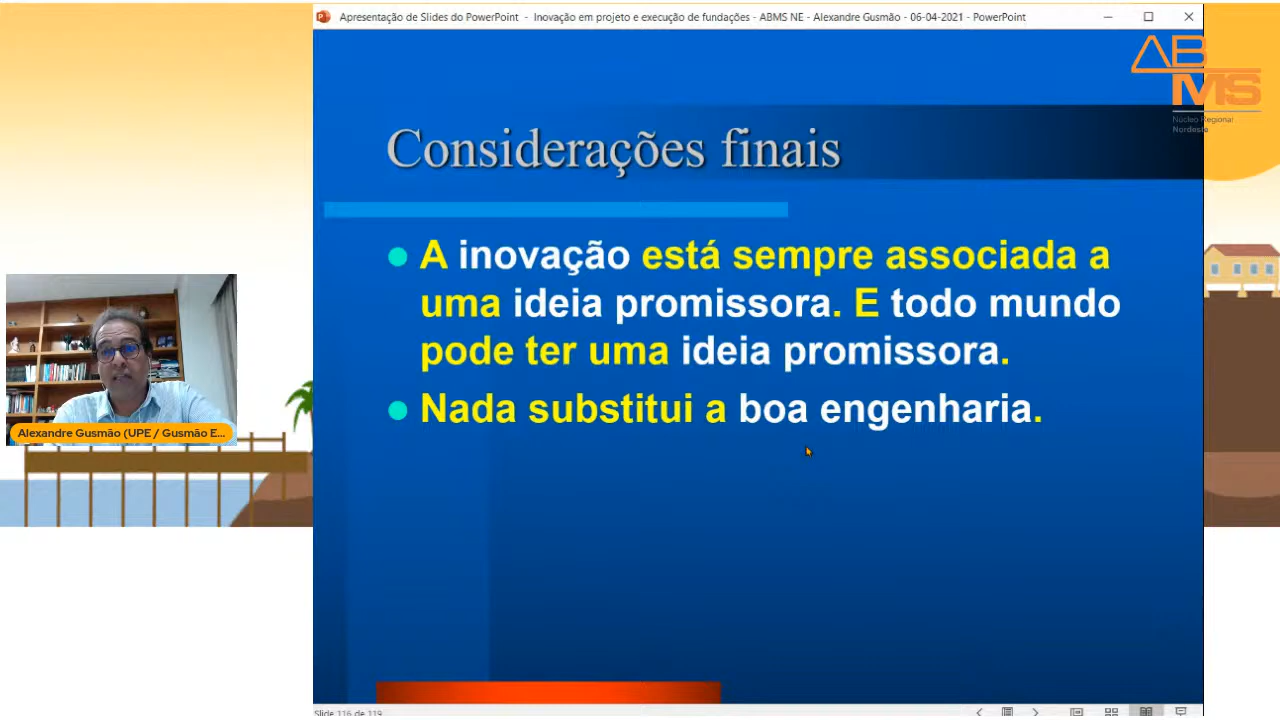 Apresentação de Slides do PowerPoint - Inovação em projeto e execução de fundações - ABMS NE - Alexandre Gusmão - 06-04-2021 - PowerPoint
ABMS
Núcleo Regional
Nordeste
Considerações finais
A inovação está sempre associada a
uma ideia promissora. E todo mundo
pode ter uma ideia promissora.
Nada substitui a boa engenharia.
Alexandre Gusmão (UPE / Gusmão E...
Slide 116 de 119